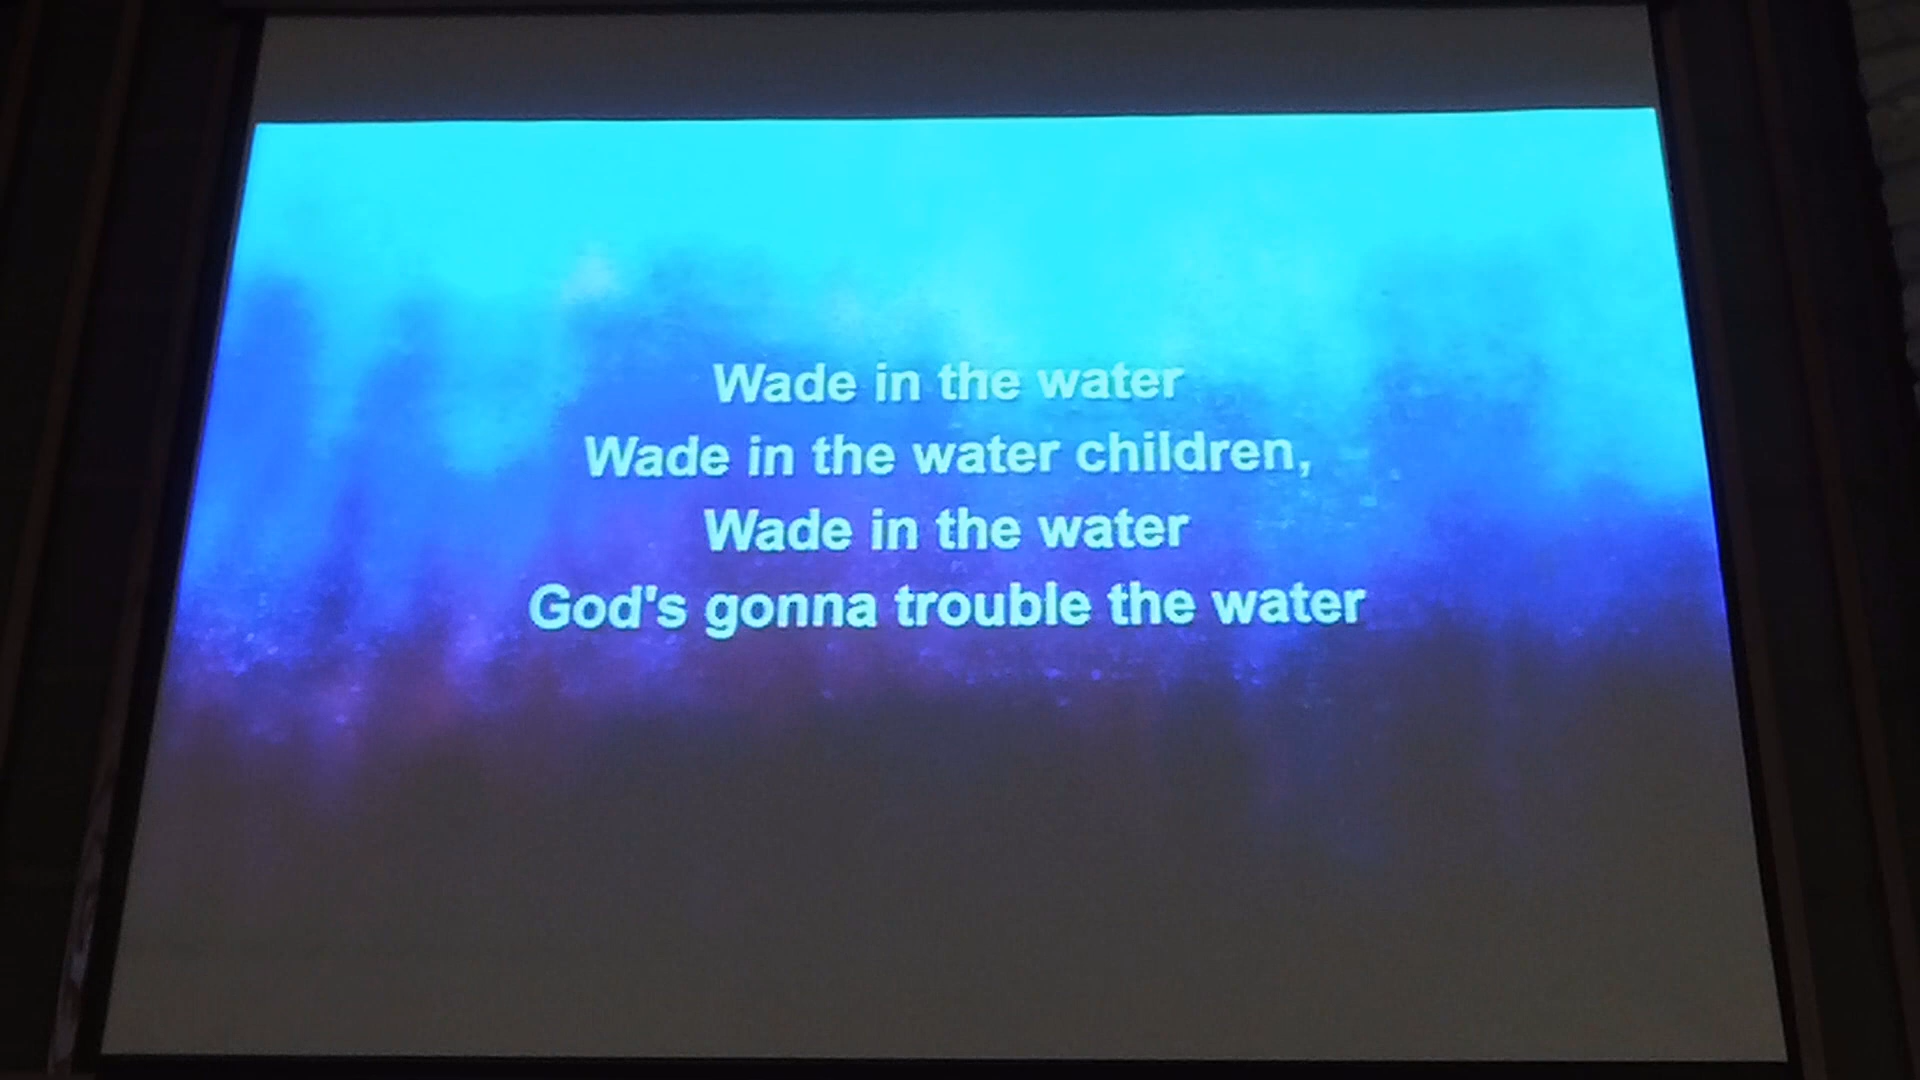 Wade in the water
Wade in the water children,
Wade in the water
God's gonna trouble the water